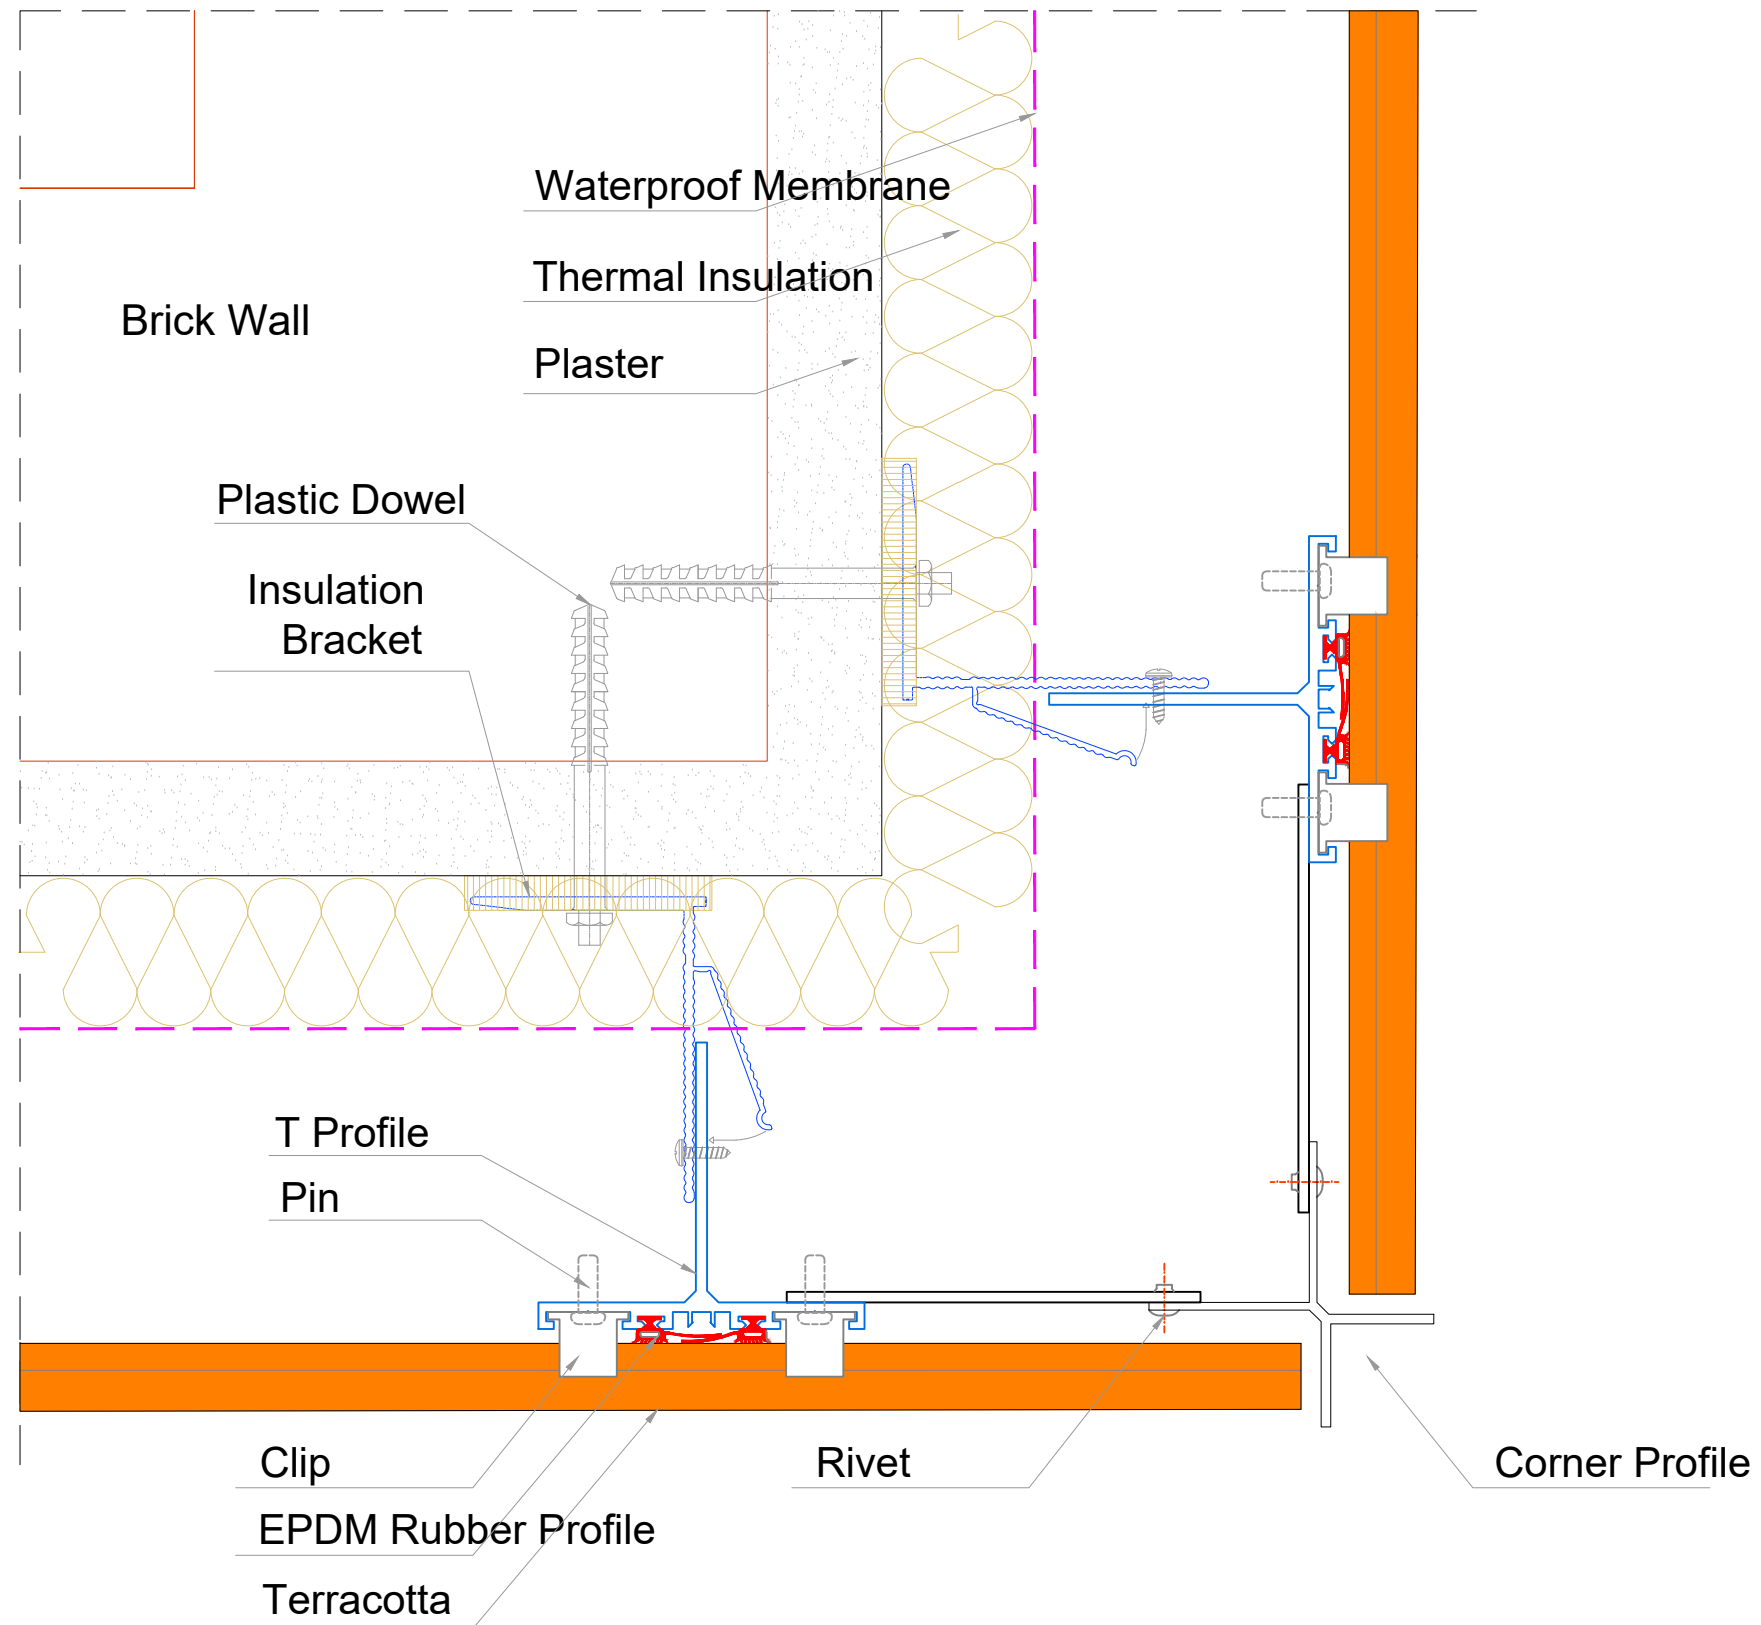 Waterproof Membrane
Thermal Insulation
Brick Wall
Plaster
Plastic Dowel
Insulation
Bracket
T Profile
Pin
Clip
Rivet
Corner Profile
EPDM Rubber Profile
Terracotta